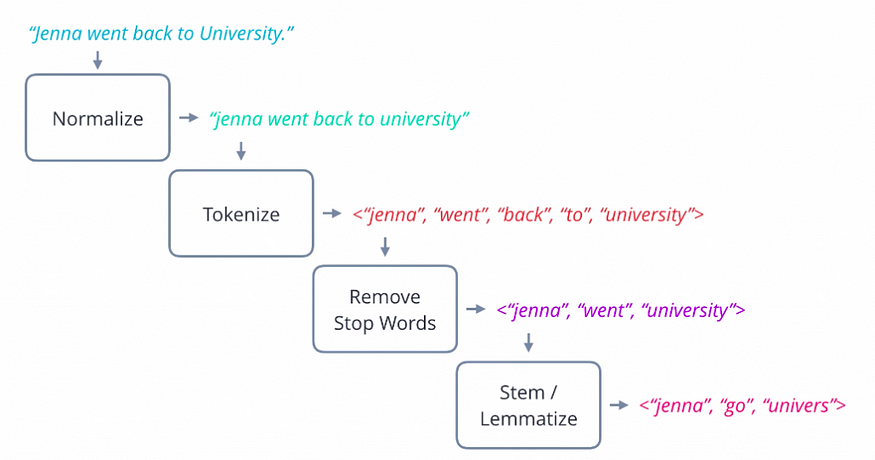 “Jenna went back to University.”
Normalize
“jenna went back to university”
Tokenize
<“jenna”, “went”, “back”, “to”, “university”>
Remove
Stop Words
<“jenna”, “went”, “university”>
Stem /
Lemmatize
<“jenna”, “go”, “univers”>